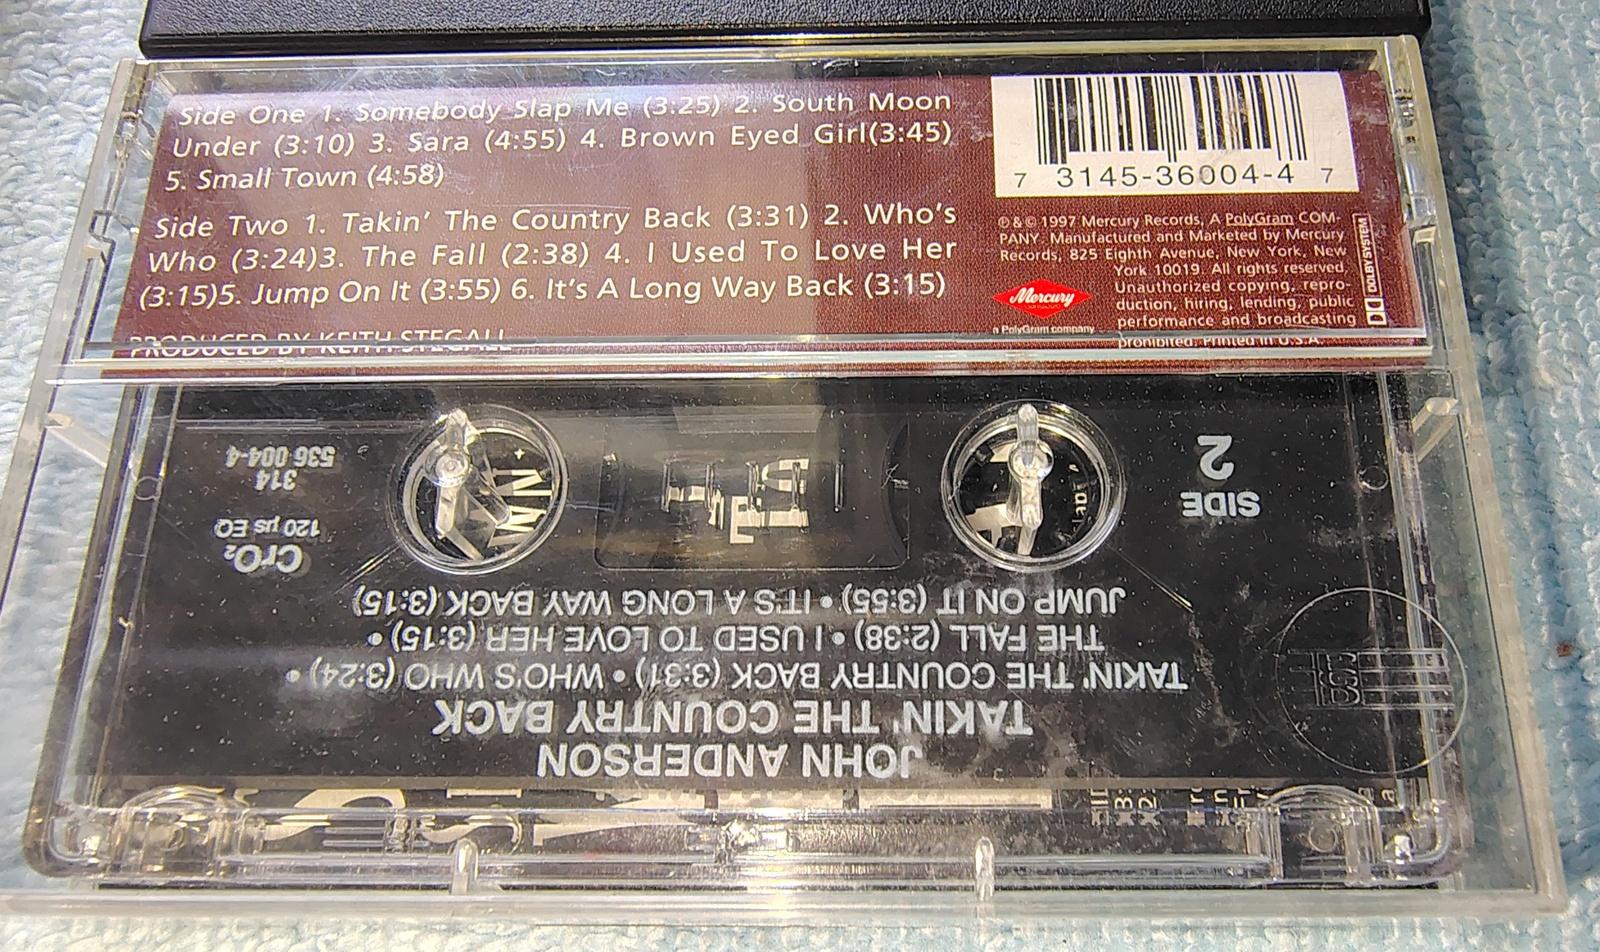 Side One 1. Somebody Slap Me (3:25) 2. South Moon
Under (3:10) 3. Sara (4:55) 4. Brown Eyed Girl(3:45)
5. Small Town (4:58)
Side Two 1. Takin' The Country Back (3:31) 2. Who's
Who (3:24)3. The Fall (2:38) 4. I Used To Love Her
(3:15)5. Jump On It (3:55) 6. It's A Long Way Back (3:15)
PRODUCED BY KEITH STEGALL
7 3145-36004-4 7
℗ & © 1997 Mercury Records, A PolyGram COM-
PANY. Manufactured and Marketed by Mercury
Records, 825 Eighth Avenue, New York, New
York 10019. All rights reserved,
Unauthorized copying, repro-
duction, hiring, lending, public
performance and broadcasting
prohibited. Printed in U.S.A.
Mercury
a PolyGram company
DOLBY SYSTEM
JOHN ANDERSON
TAKIN' THE COUNTRY BACK
TAKIN' THE COUNTRY BACK (3:31) • WHO'S WHO (3:24) •
THE FALL (2:38) • I USED TO LOVE HER (3:15) •
JUMP ON IT (3:55) • IT'S A LONG WAY BACK (3:15)
SIDE
2
CrO₂
120 µs EQ
314
536 004-4